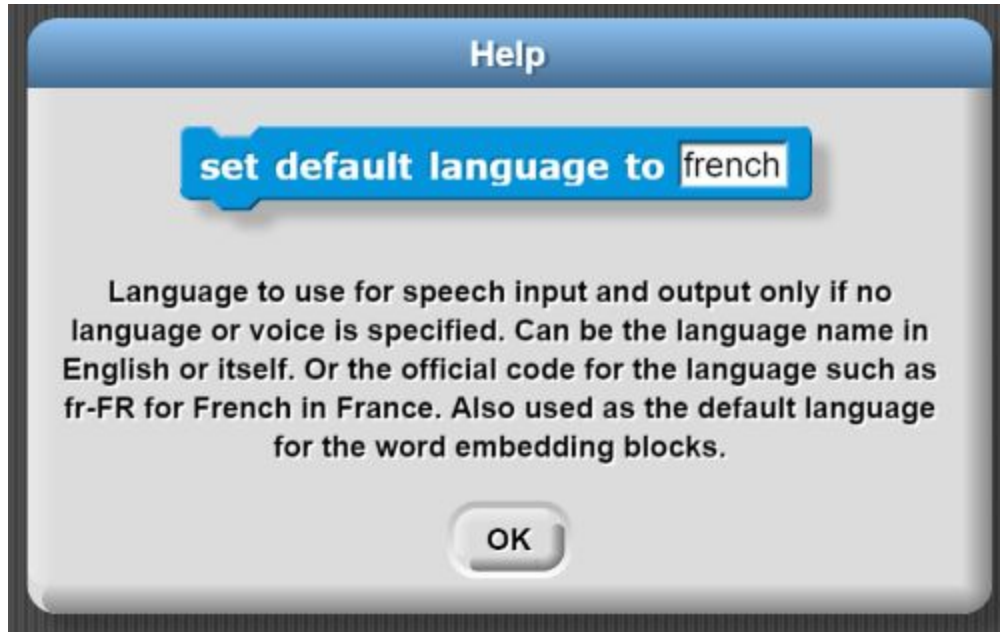 Help
set default language to french
Language to use for speech input and output only if no
language or voice is specified. Can be the language name in
English or itself. Or the official code for the language such as
fr-FR for French in France. Also used as the default language
for the word embedding blocks.
OK